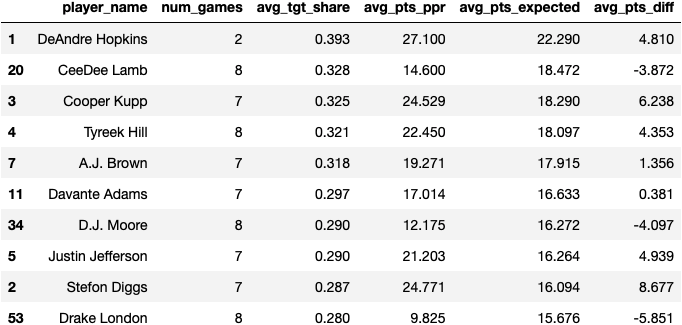 player_name num_games avg_tgt_share avg_pts_ppr avg_pts_expected avg_pts_diff
1 DeAndre Hopkins 2 0.393 27.100 22.290 4.810
20 CeeDee Lamb 8 0.328 14.600 18.472 -3.872
3 Cooper Kupp 7 0.325 24.529 18.290 6.238
4 Tyreek Hill 8 0.321 22.450 18.097 4.353
7 A.J. Brown 7 0.318 19.271 17.915 1.356
11 Davante Adams 7 0.297 17.014 16.633 0.381
34 D.J. Moore 8 0.290 12.175 16.272 -4.097
5 Justin Jefferson 7 0.290 21.203 16.264 4.939
2 Stefon Diggs 7 0.287 24.771 16.094 8.677
53 Drake London 8 0.280 9.825 15.676 -5.851